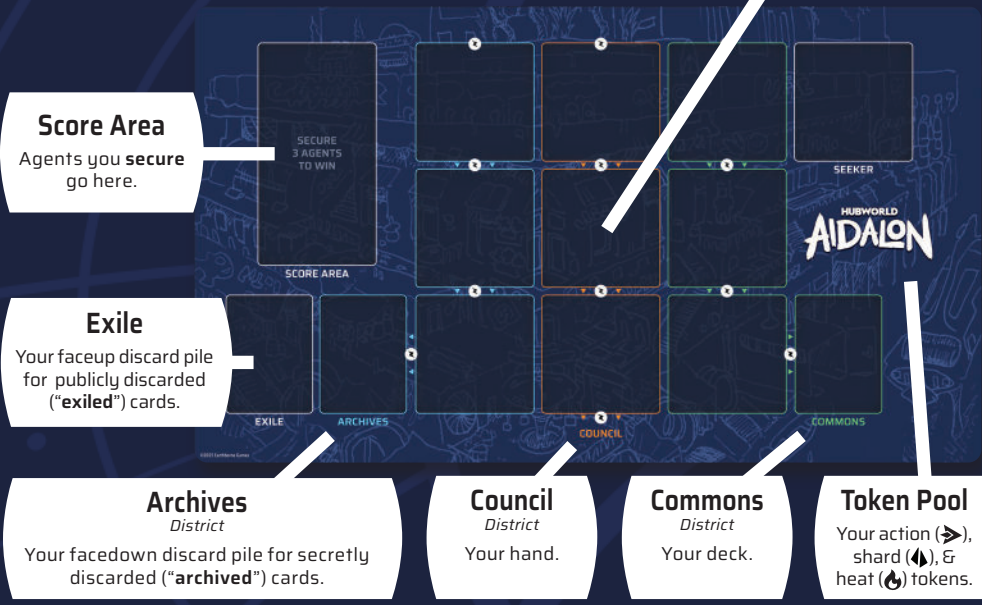 Score Area
Agents you secure
go here.
SECURE
3 AGENTS
TO WIN
SCORE AREA
SEEKER
HUBWORLD
AIDALON
Exile
Your faceup discard pile
for publicly discarded
("exiled") cards.
EXILE
ARCHIVES
COUNCIL
COMMONS
Archives
District
Your facedown discard pile for secretly
discarded ("archived") cards.
Council
District
Your hand.
Commons
District
Your deck.
Token Pool
Your action (),
shard (), &
heat () tokens.